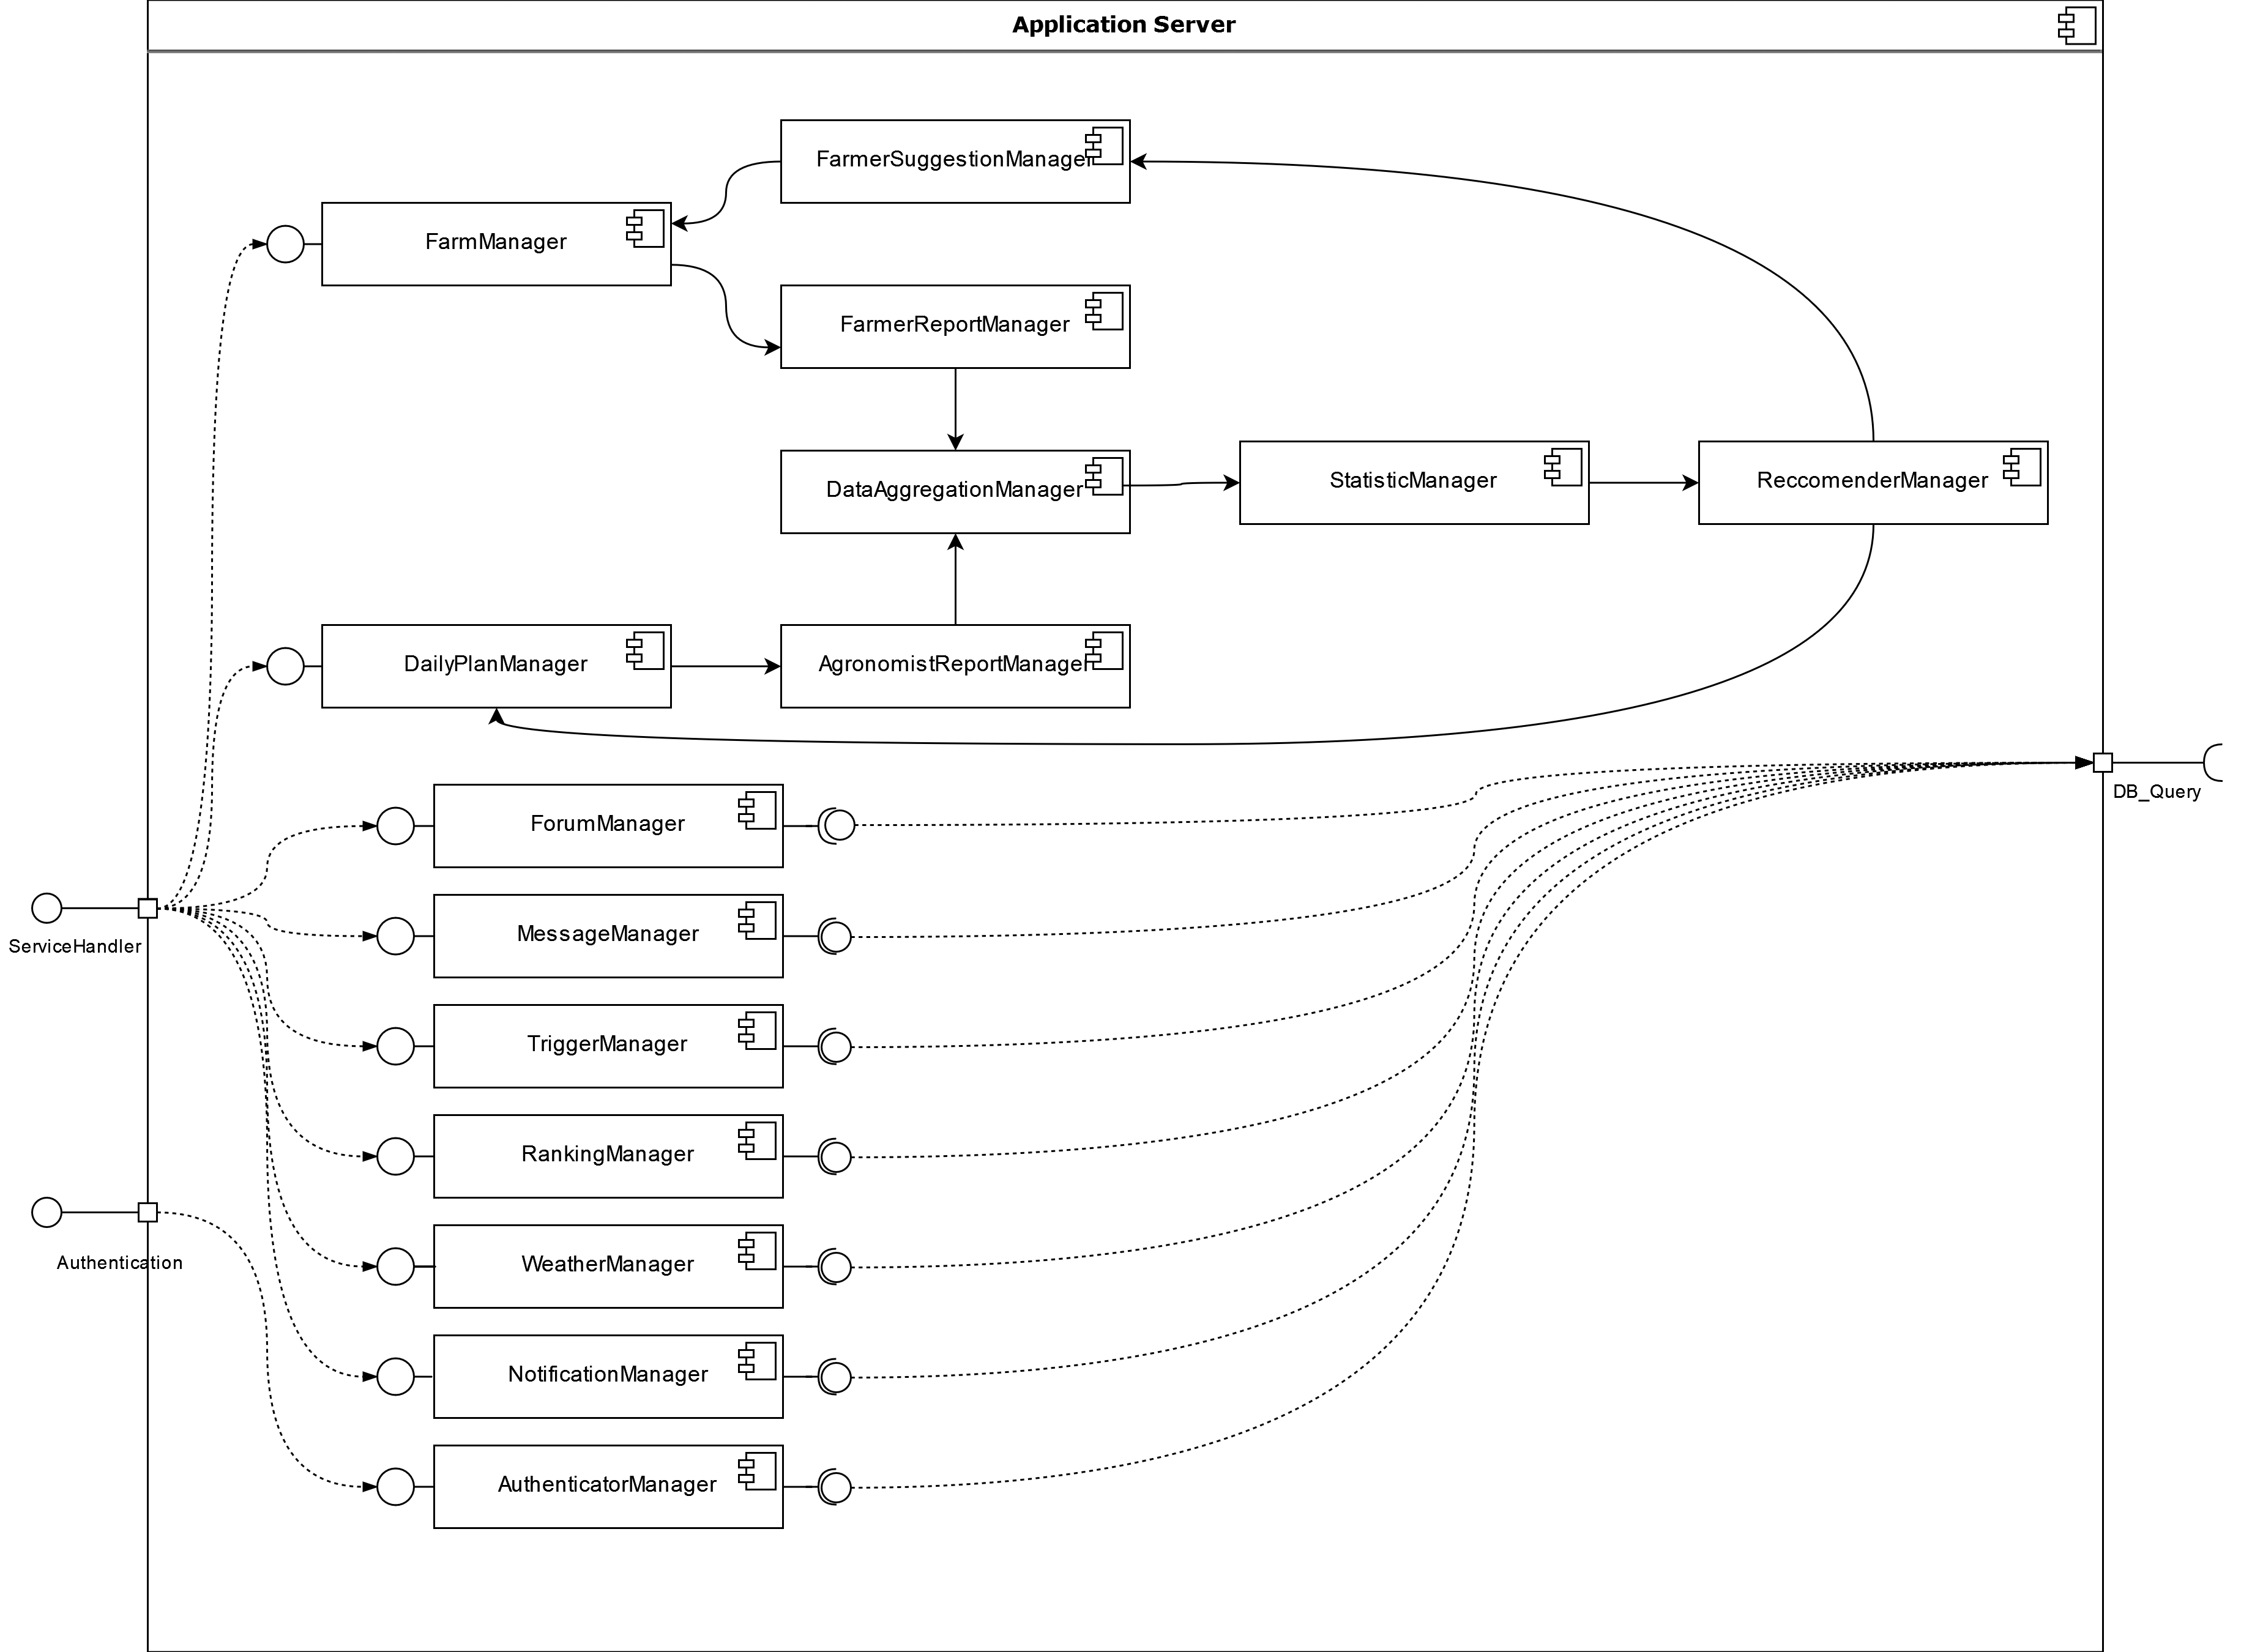 Application Server
FarmerSuggestionManager
FarmManager
FarmerReportManager
DataAggregationManager
StatisticManager
ReccomenderManager
DailyPlanManager
AgronomistReportManager
DB_Query
ForumManager
MessageManager
ServiceHandler
TriggerManager
RankingManager
Authentication
WeatherManager
NotificationManager
AuthenticatorManager